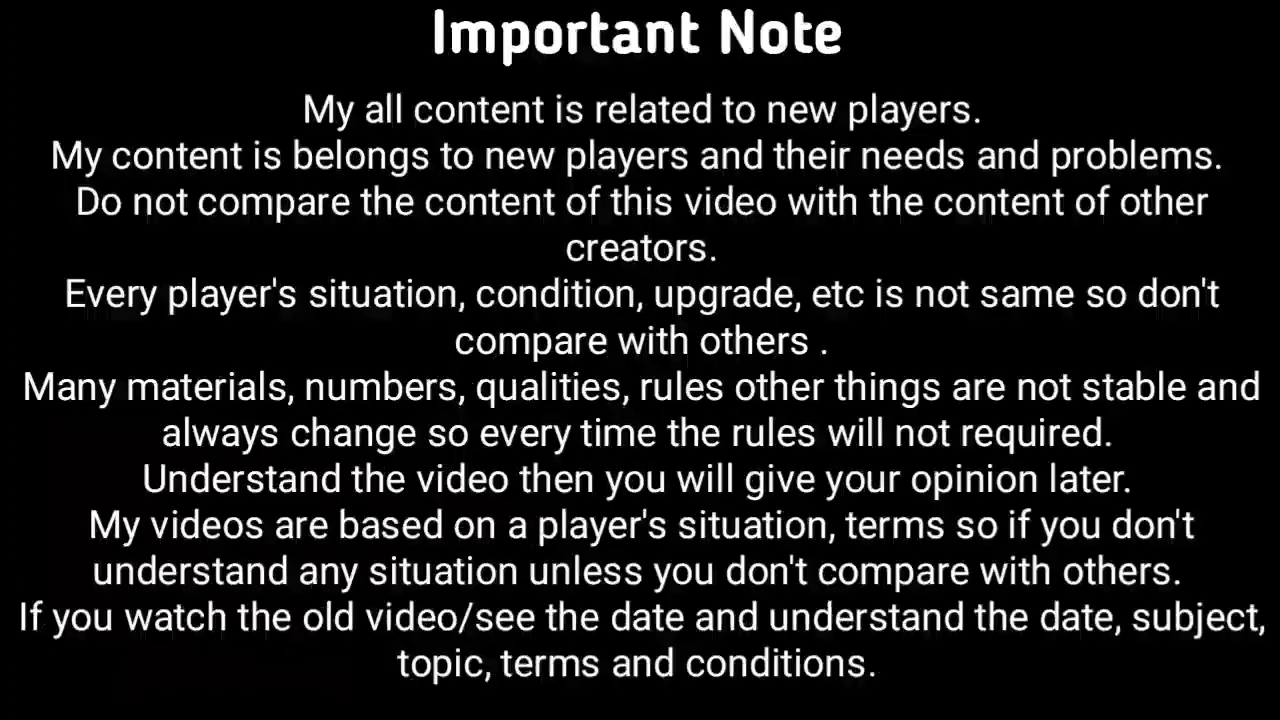 Important Note
My all content is related to new players.
My content is belongs to new players and their needs and problems.
Do not compare the content of this video with the content of other
creators.
Every player's situation, condition, upgrade, etc is not same so don't
compare with others .
Many materials, numbers, qualities, rules other things are not stable and
always change so every time the rules will not required.
Understand the video then you will give your opinion later.
My videos are based on a player's situation, terms so if you don't
understand any situation unless you don't compare with others.
If you watch the old video/see the date and understand the date, subject,
topic, terms and conditions.